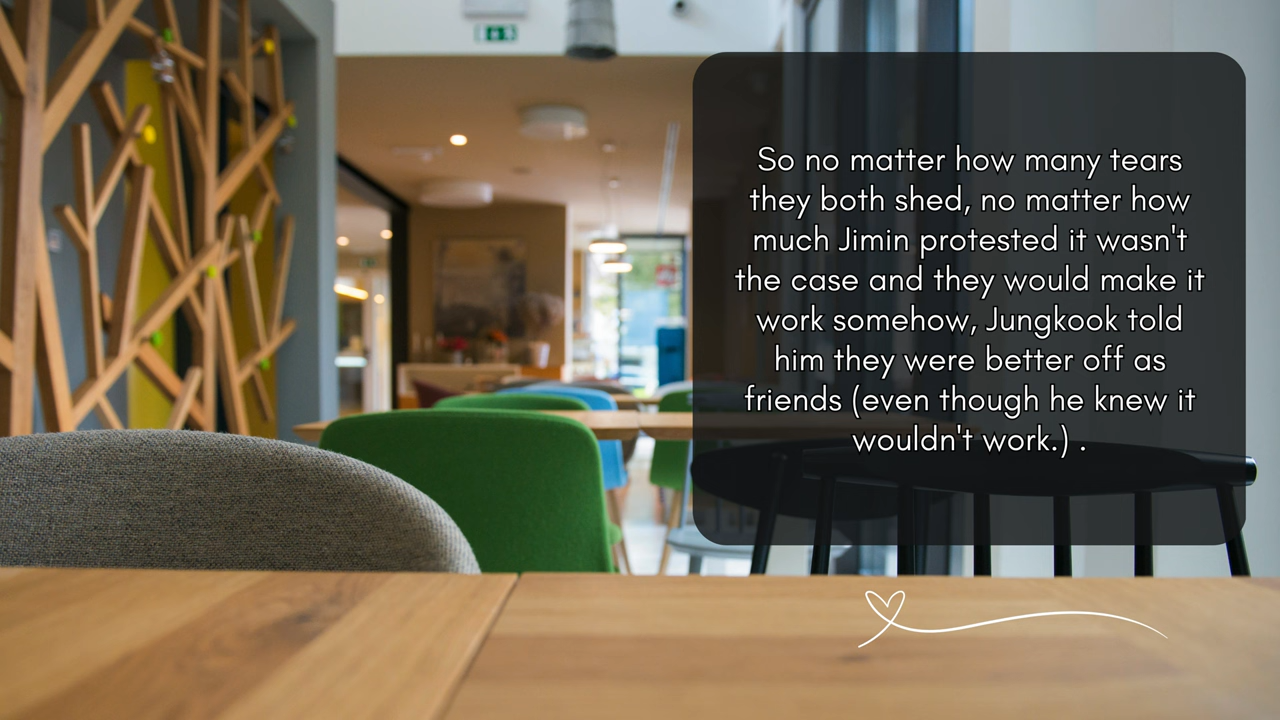 So no matter how many tears
they both shed, no matter how
much Jimin protested it wasn't
the case and they would make it
work somehow, Jungkook told
him they were better off as
friends (even though he knew it
wouldn't work.) .